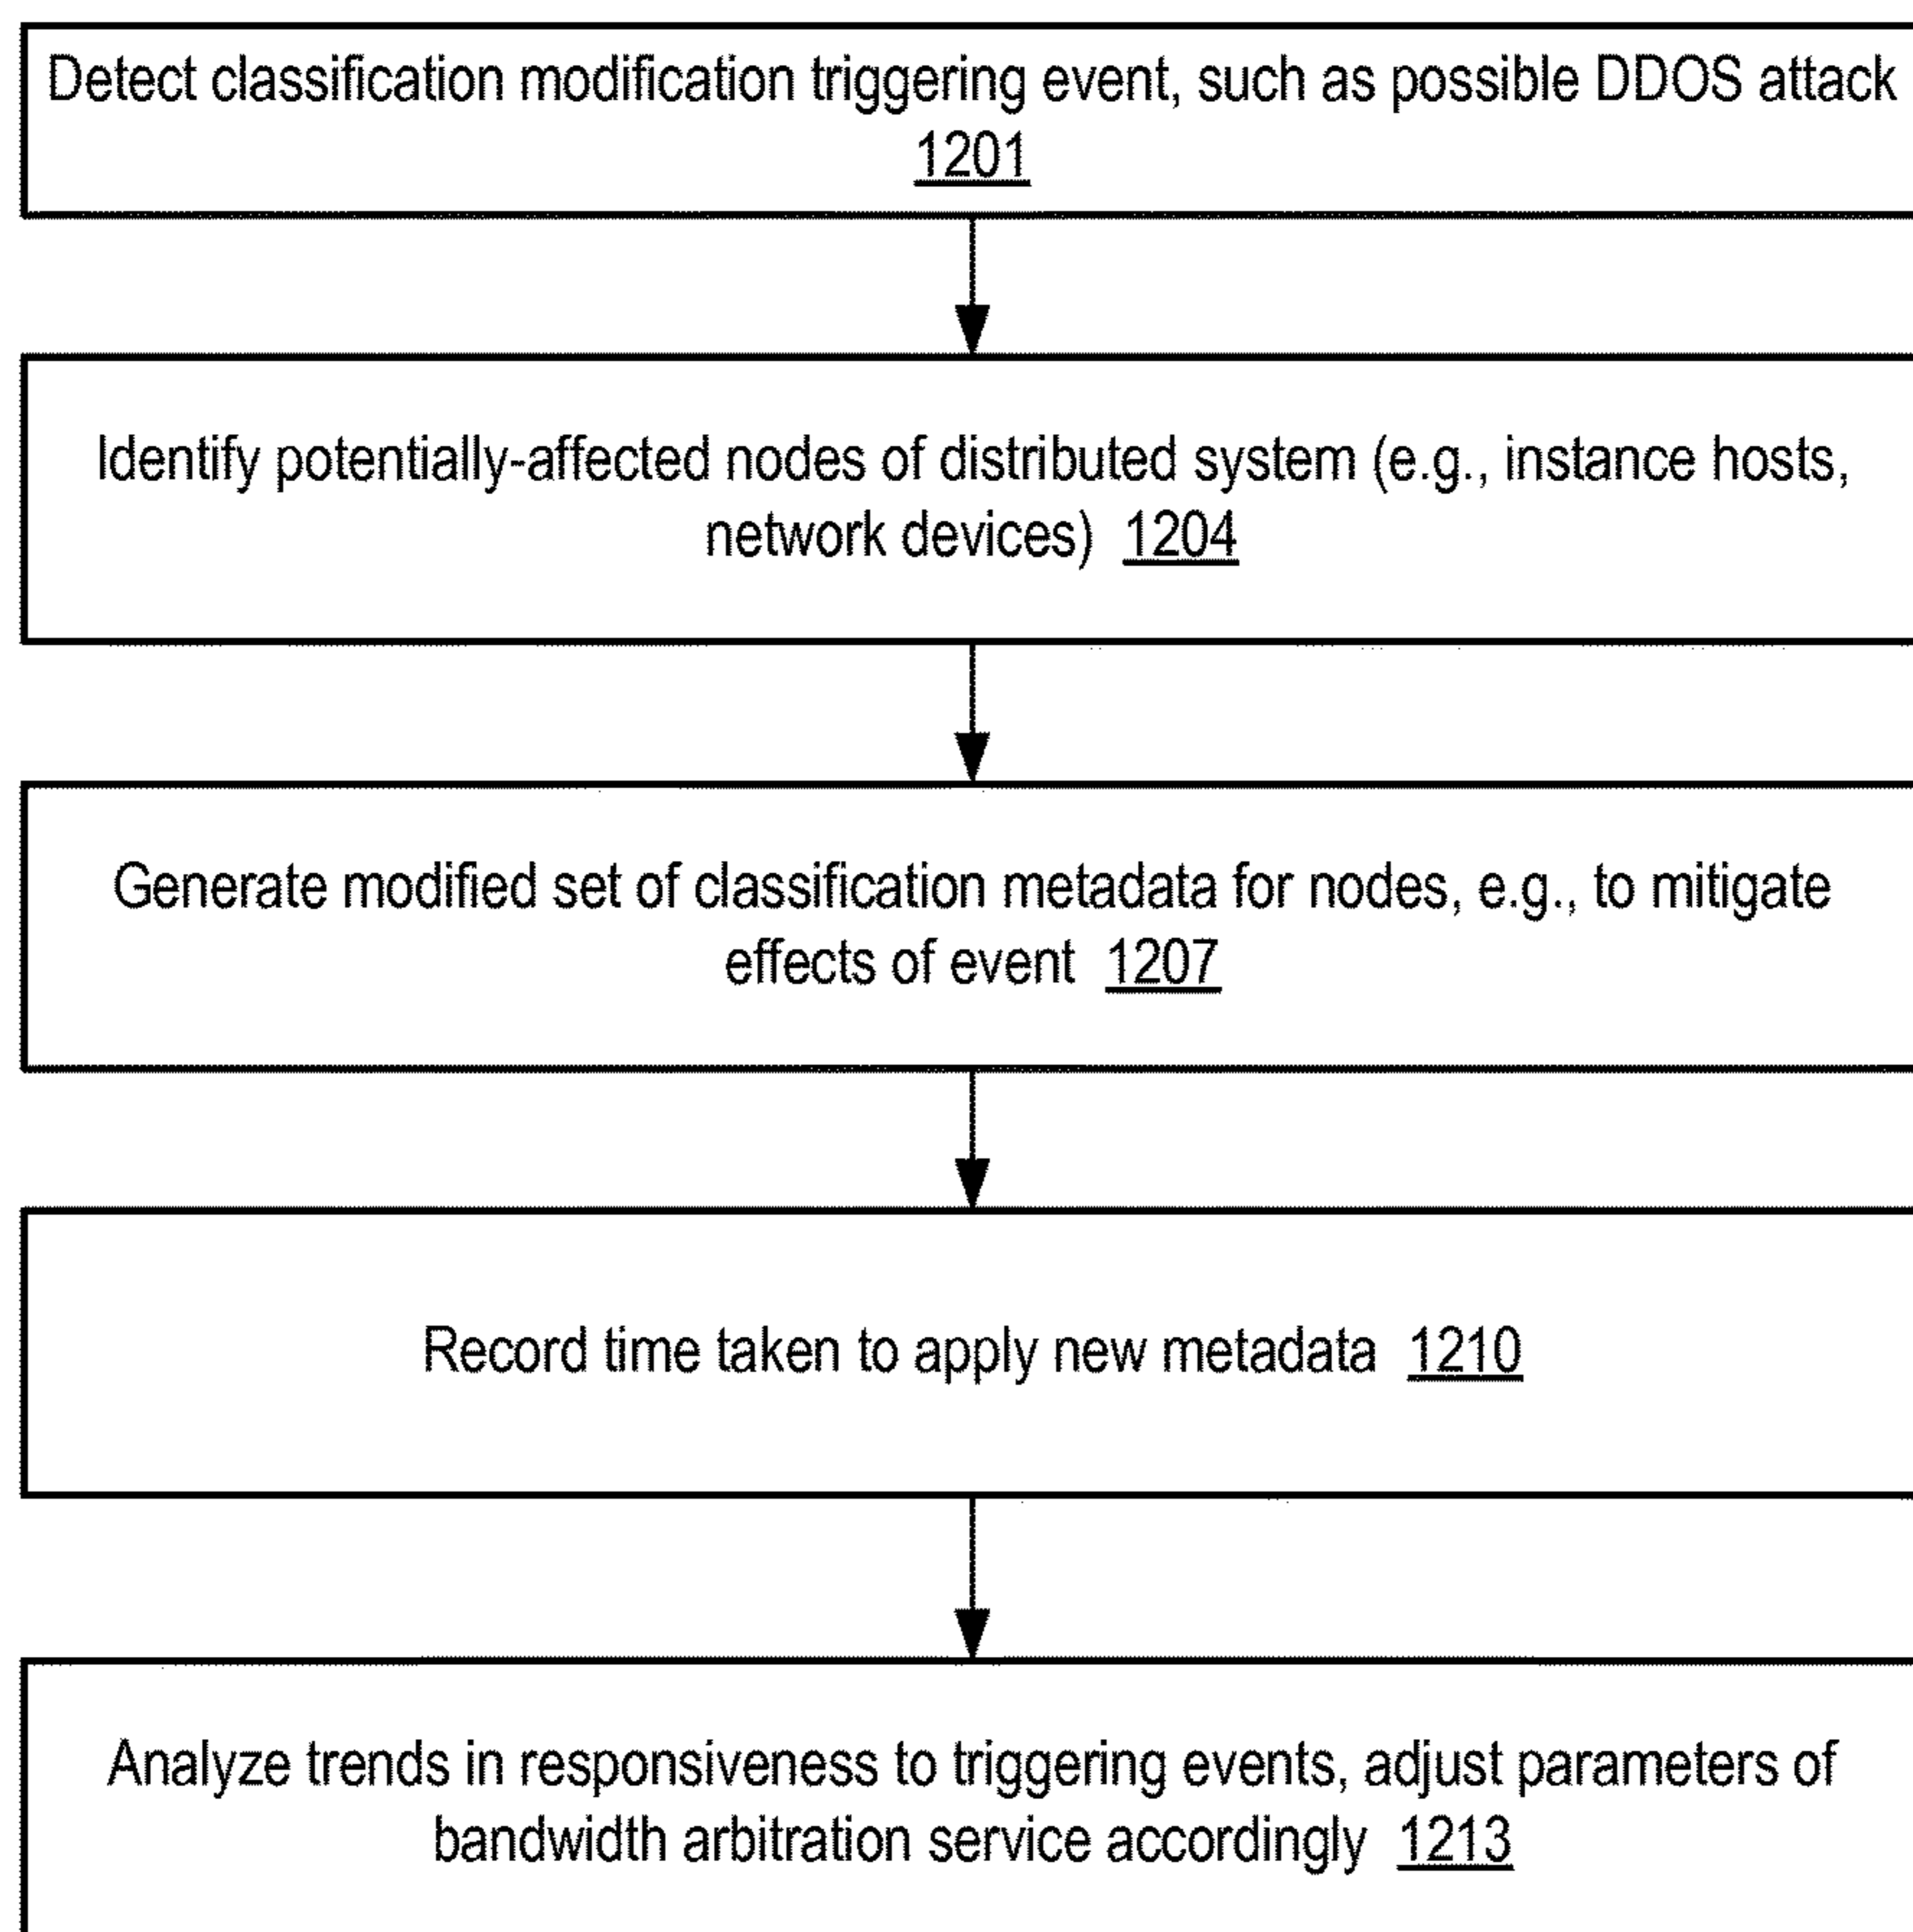 Detect classification modification triggering event, such as possible DDOS attack
1201
Identify potentially-affected nodes of distributed system (e.g., instance hosts,
network devices) 1204
Generate modified set of classification metadata for nodes, e.g., to mitigate
effects of event 1207
Record time taken to apply new metadata 1210
Analyze trends in responsiveness to triggering events, adjust parameters of
bandwidth arbitration service accordingly 1213